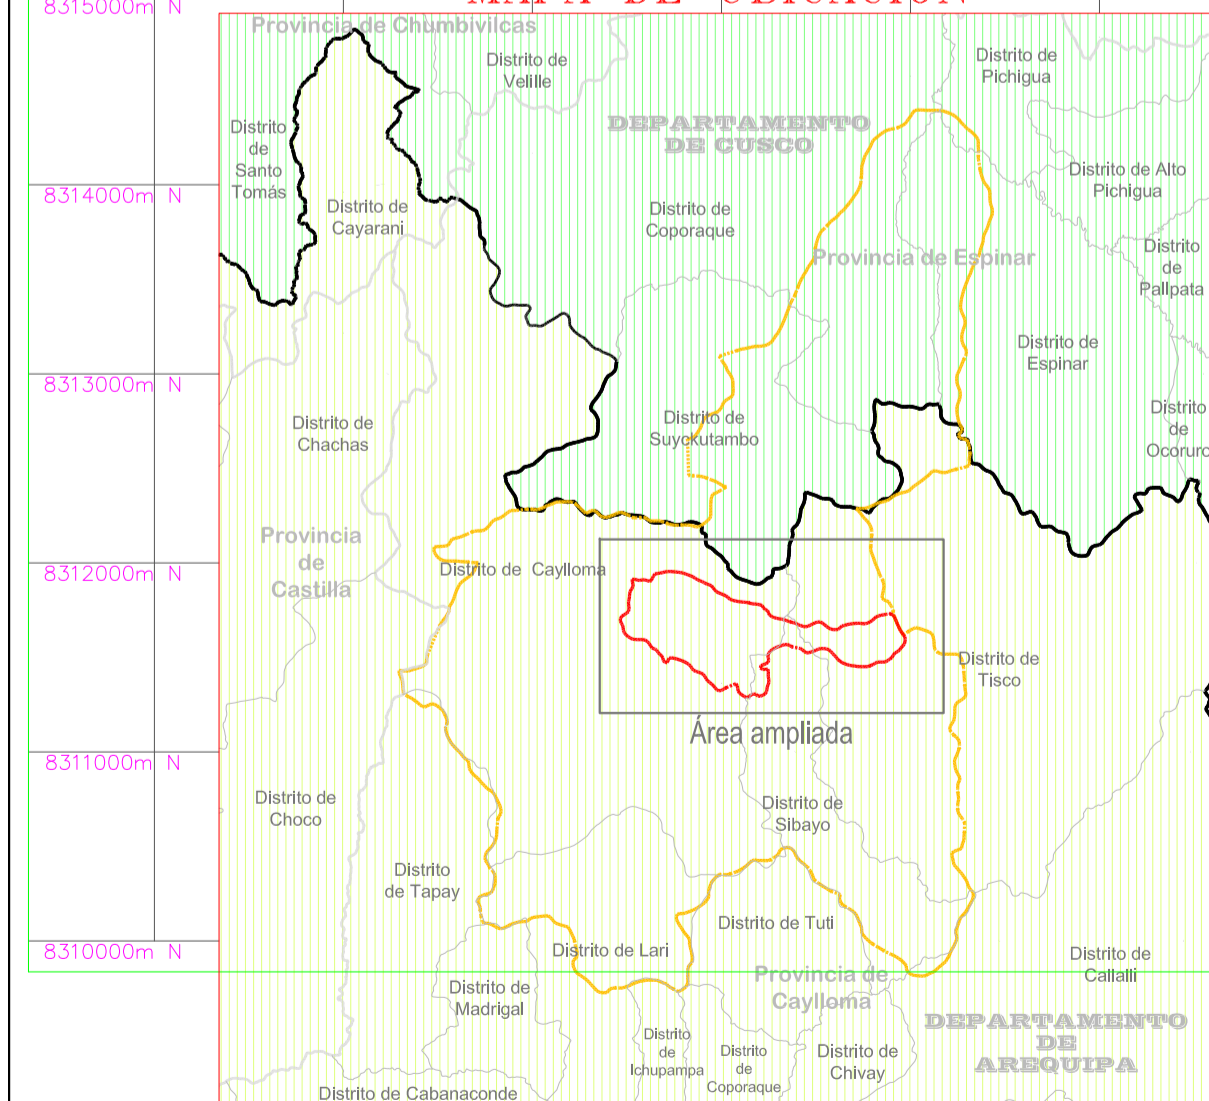 8315000m N
MAPA DE UBICACIÓN
Provincia de Chumbivilcas
Distrito de
Velille
Distrito de
Pichigua
DEPARTAMENTO
DE CUSCO
Distrito
de
Santo
Tomás
8314000m N
Distrito de
Cayarani
Distrito de
Coporaque
Distrito de Alto
Pichigua
Provincia de Espinar
Distrito
de
Pallpata
8313000m N
Distrito de
Espinar
Distrito de
Chachas
Distrito de
Suyckutambo
Distrito
de
Ocoruro
Provincia
de
Castilla
8312000m N
Distrito de Caylloma
Distrito de
Tisco
Área ampliada
8311000m N
Distrito de
Choco
Distrito de
Sibayo
Distrito
de Tapay
8310000m N
Distrito de Lari
Distrito de Tuti
Distrito de
Callalli
Provincia de
Caylloma
Distrito de
Madrigal
DEPARTAMENTO
DE
AREQUIPA
Distrito
de
Ichupampa
Distrito
de
Coporaque
Distrito de
Chivay
Distrito de Cabanaconde